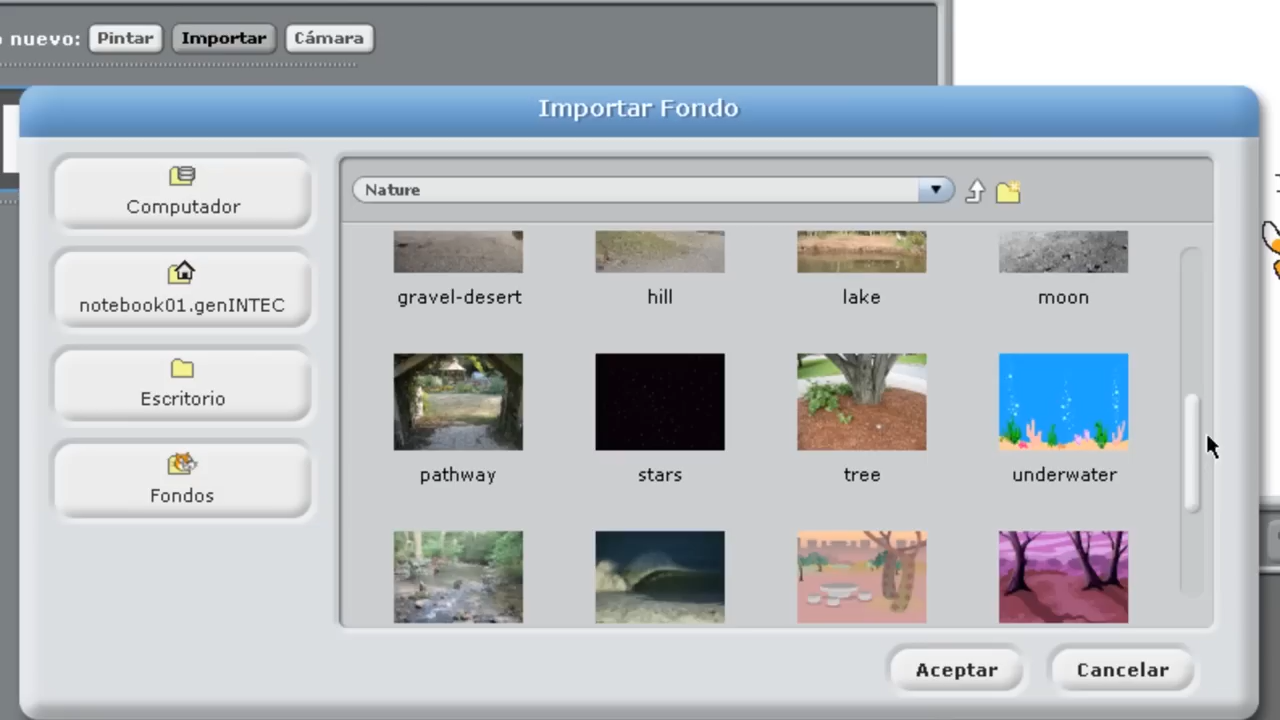 o nuevo: Pintar Importar Cámara
Importar Fondo
Computador
notebook01.genINTEC
Escritorio
Fondos
Nature
gravel-desert hill lake moon
pathway stars tree underwater
Aceptar Cancelar